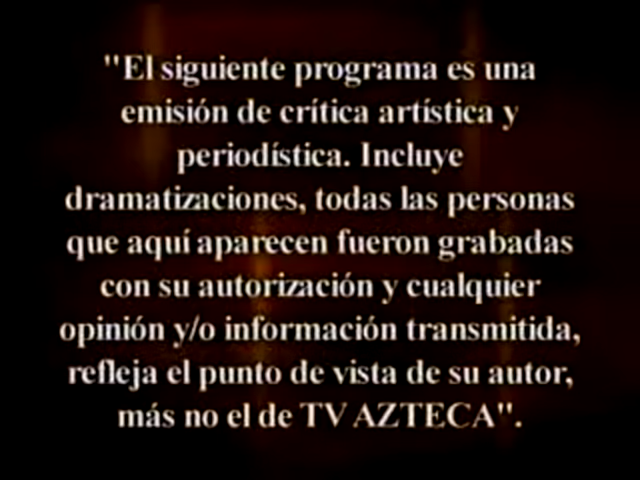 "El siguiente programa es una
emisión de crítica artística y
periodística. Incluye
dramatizaciones, todas las personas
que aquí aparecen fueron grabadas
con su autorización y cualquier
opinión y/o información transmitida,
refleja el punto de vista de su autor,
más no el de TV AZTECA".